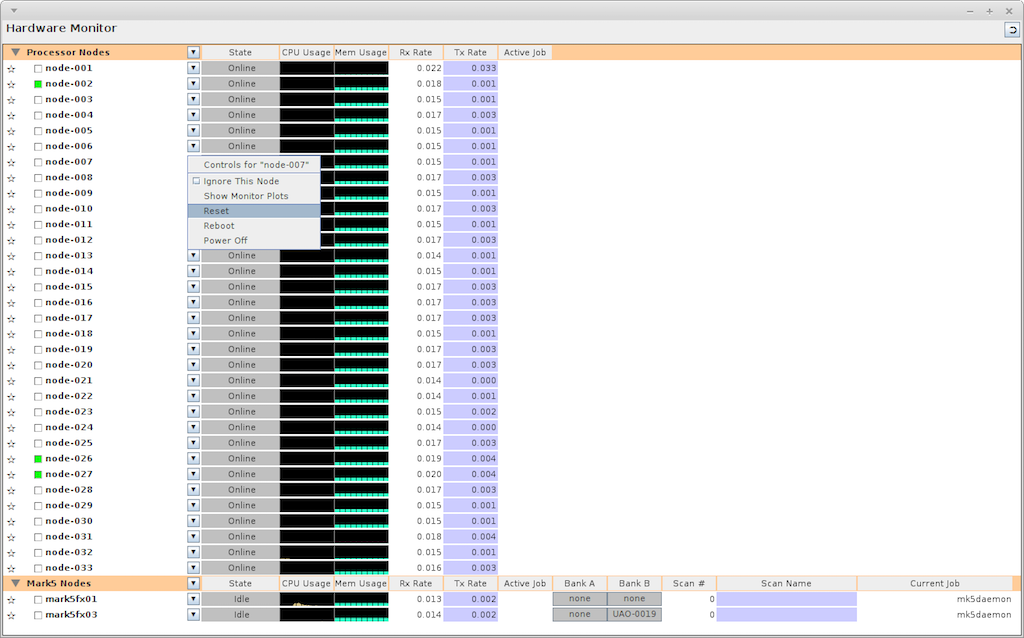 Hardware Monitor
Processor Nodes State CPU Usage Mem Usage Rx Rate Tx Rate Active Job
node-001 Online 0.022 0.033
node-002 Online 0.018 0.001
node-003 Online 0.015 0.001
node-004 Online 0.017 0.003
node-005 Online 0.015 0.001
node-006 Online 0.015 0.001
node-007 0.015 0.001
Controls for "node-007"
node-008 0.017 0.003
Ignore This Node
node-009 0.015 0.001
Show Monitor Plots
node-010 0.017 0.003
Reset
node-011 0.015 0.001
Reboot
node-012 0.017 0.003
Power Off
node-013 Online 0.014 0.001
node-014 Online 0.015 0.001
node-015 Online 0.017 0.003
node-016 Online 0.017 0.003
node-017 Online 0.017 0.003
node-018 Online 0.015 0.001
node-019 Online 0.017 0.003
node-020 Online 0.017 0.003
node-021 Online 0.014 0.000
node-022 Online 0.014 0.001
node-023 Online 0.015 0.002
node-024 Online 0.014 0.000
node-025 Online 0.017 0.003
node-026 Online 0.019 0.004
node-027 Online 0.020 0.004
node-028 Online 0.017 0.003
node-029 Online 0.015 0.001
node-030 Online 0.015 0.001
node-031 Online 0.018 0.004
node-032 Online 0.015 0.001
node-033 Online 0.016 0.003
Mark5 Nodes State CPU Usage Mem Usage Rx Rate Tx Rate Active Job Bank A Bank B Scan # Scan Name Current Job
mark5fx01 Idle 0.013 0.002 none none 0 mk5daemon
mark5fx03 Idle 0.014 0.002 none UAO-0019 0 mk5daemon